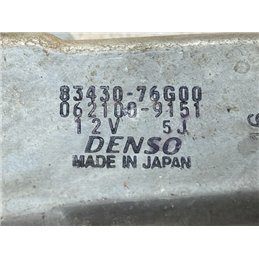 83430-76G00
062100-9151
12V 5J
DENSO
MADE IN JAPAN